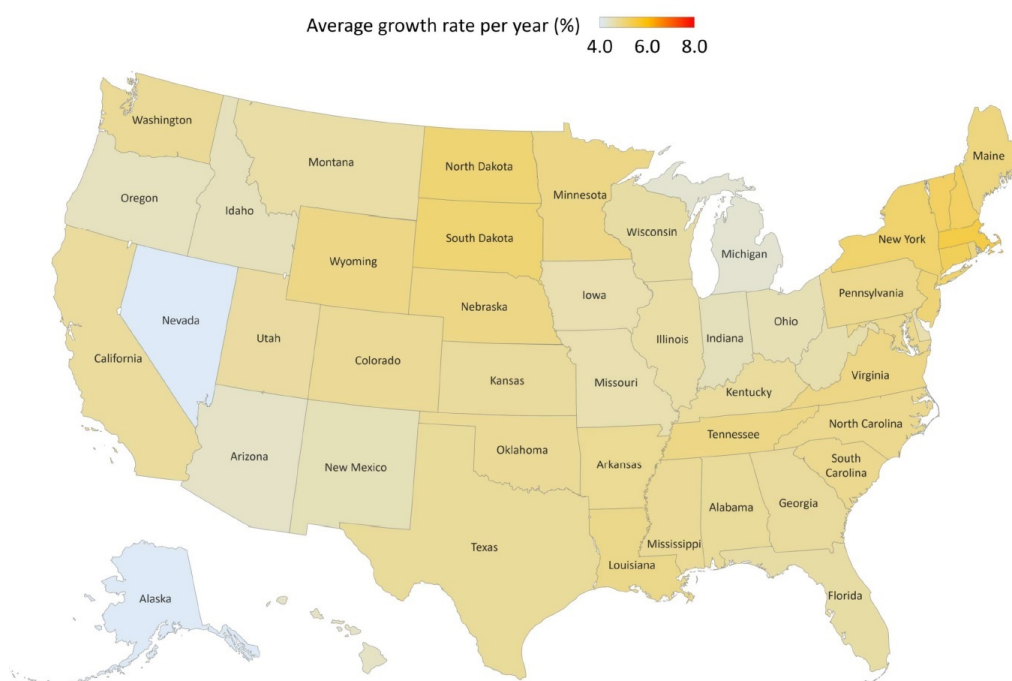 Average growth rate per year (%)
4.0 6.0 8.0
Washington
Maine
Montana
North Dakota
Minnesota
Oregon
Idaho
Wisconsin
New York
South Dakota
Michigan
Wyoming
Pennsylvania
Iowa
Nebraska
Nevada
Ohio
Utah
Illinois
Indiana
California
Colorado
Virginia
Kansas
Missouri
Kentucky
North Carolina
Tennessee
Oklahoma
Arizona
New Mexico
Arkansas
South
Carolina
Georgia
Alabama
Texas
Mississippi
Louisiana
Florida
Alaska